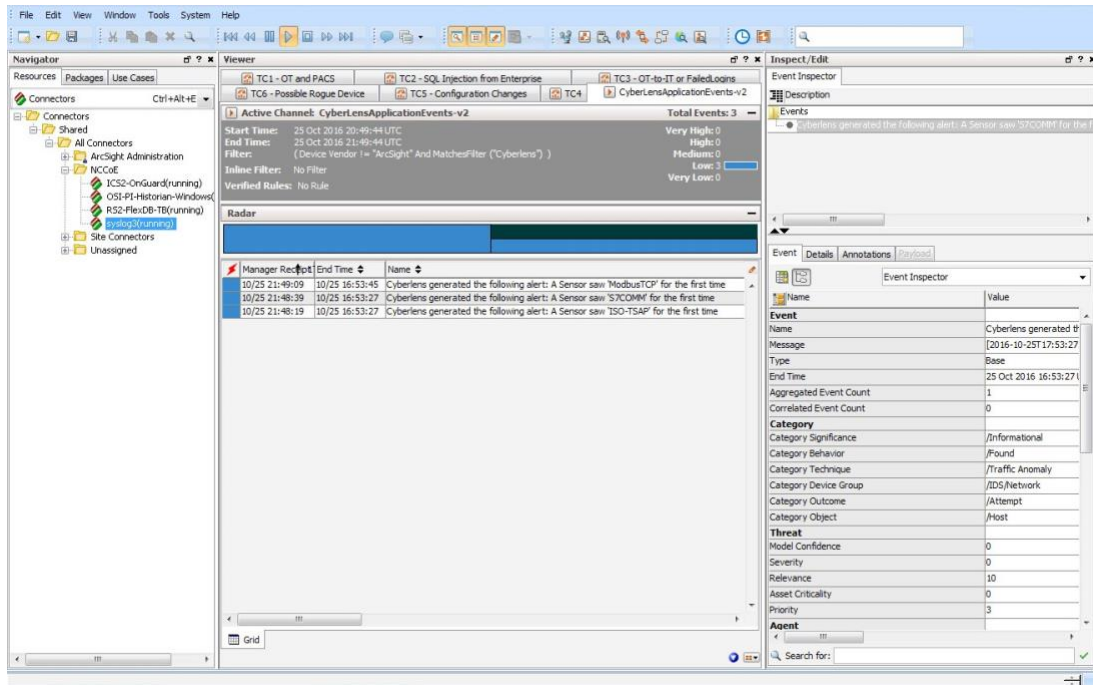 File Edit View Window Tools System Help
Navigator
Resources Packages Use Cases
Connectors Ctrl+Alt+E
Connectors
Shared
All Connectors
ArcSight Administration
NCCoE
ICS2-OnGuard(running)
OSI-PI-Historian-Windows(
RS2-FlexDB-TB(running)
syslog3(running)
Site Connectors
Unassigned
Viewer
TC1 - OT and PACS TC2 - SQL Injection from Enterprise TC3 - OT-to-IT or FailedLogins
TC6 - Possible Rogue Device TC5 - Configuration Changes TC4 CyberLensApplicationEvents-v2
Active Channel: CyberLensApplicationEvents-v2 Total Events: 3
Start Time: 25 Oct 2016 20:49:44 UTC Very High: 0
End Time: 25 Oct 2016 21:49:44 UTC High: 0
Filter: ( Device Vendor != "ArcSight" And MatchesFilter ("Cyberlens") ) Medium: 0
Low: 3
Inline Filter: No Filter
Very Low: 0
Verified Rules: No Rule
Radar
Manager Receipt End Time Name
10/25 21:49:09 10/25 16:53:45 Cyberlens generated the following alert: A Sensor saw 'ModbusTCP' for the first time
10/25 21:48:39 10/25 16:53:27 Cyberlens generated the following alert: A Sensor saw 'S7COMM' for the first time
10/25 21:48:19 10/25 16:53:27 Cyberlens generated the following alert: A Sensor saw 'ISO-TSAP' for the first time
Grid
Inspect/Edit
Event Inspector
Description
Events
Cyberlens generated the following alert: A Sensor saw 'S7COMM' for the f
Event Details Annotations Payload
Event Inspector
Name Value
Event
Name Cyberlens generated th
Message [2016-10-25T17:53:27
Type Base
End Time 25 Oct 2016 16:53:27 U
Aggregated Event Count 1
Correlated Event Count 0
Category
Category Significance /Informational
Category Behavior /Found
Category Technique /Traffic Anomaly
Category Device Group /IDS/Network
Category Outcome /Attempt
Category Object /Host
Threat
Model Confidence 0
Severity 0
Relevance 10
Asset Criticality 0
Priority 3
Agent
Search for: